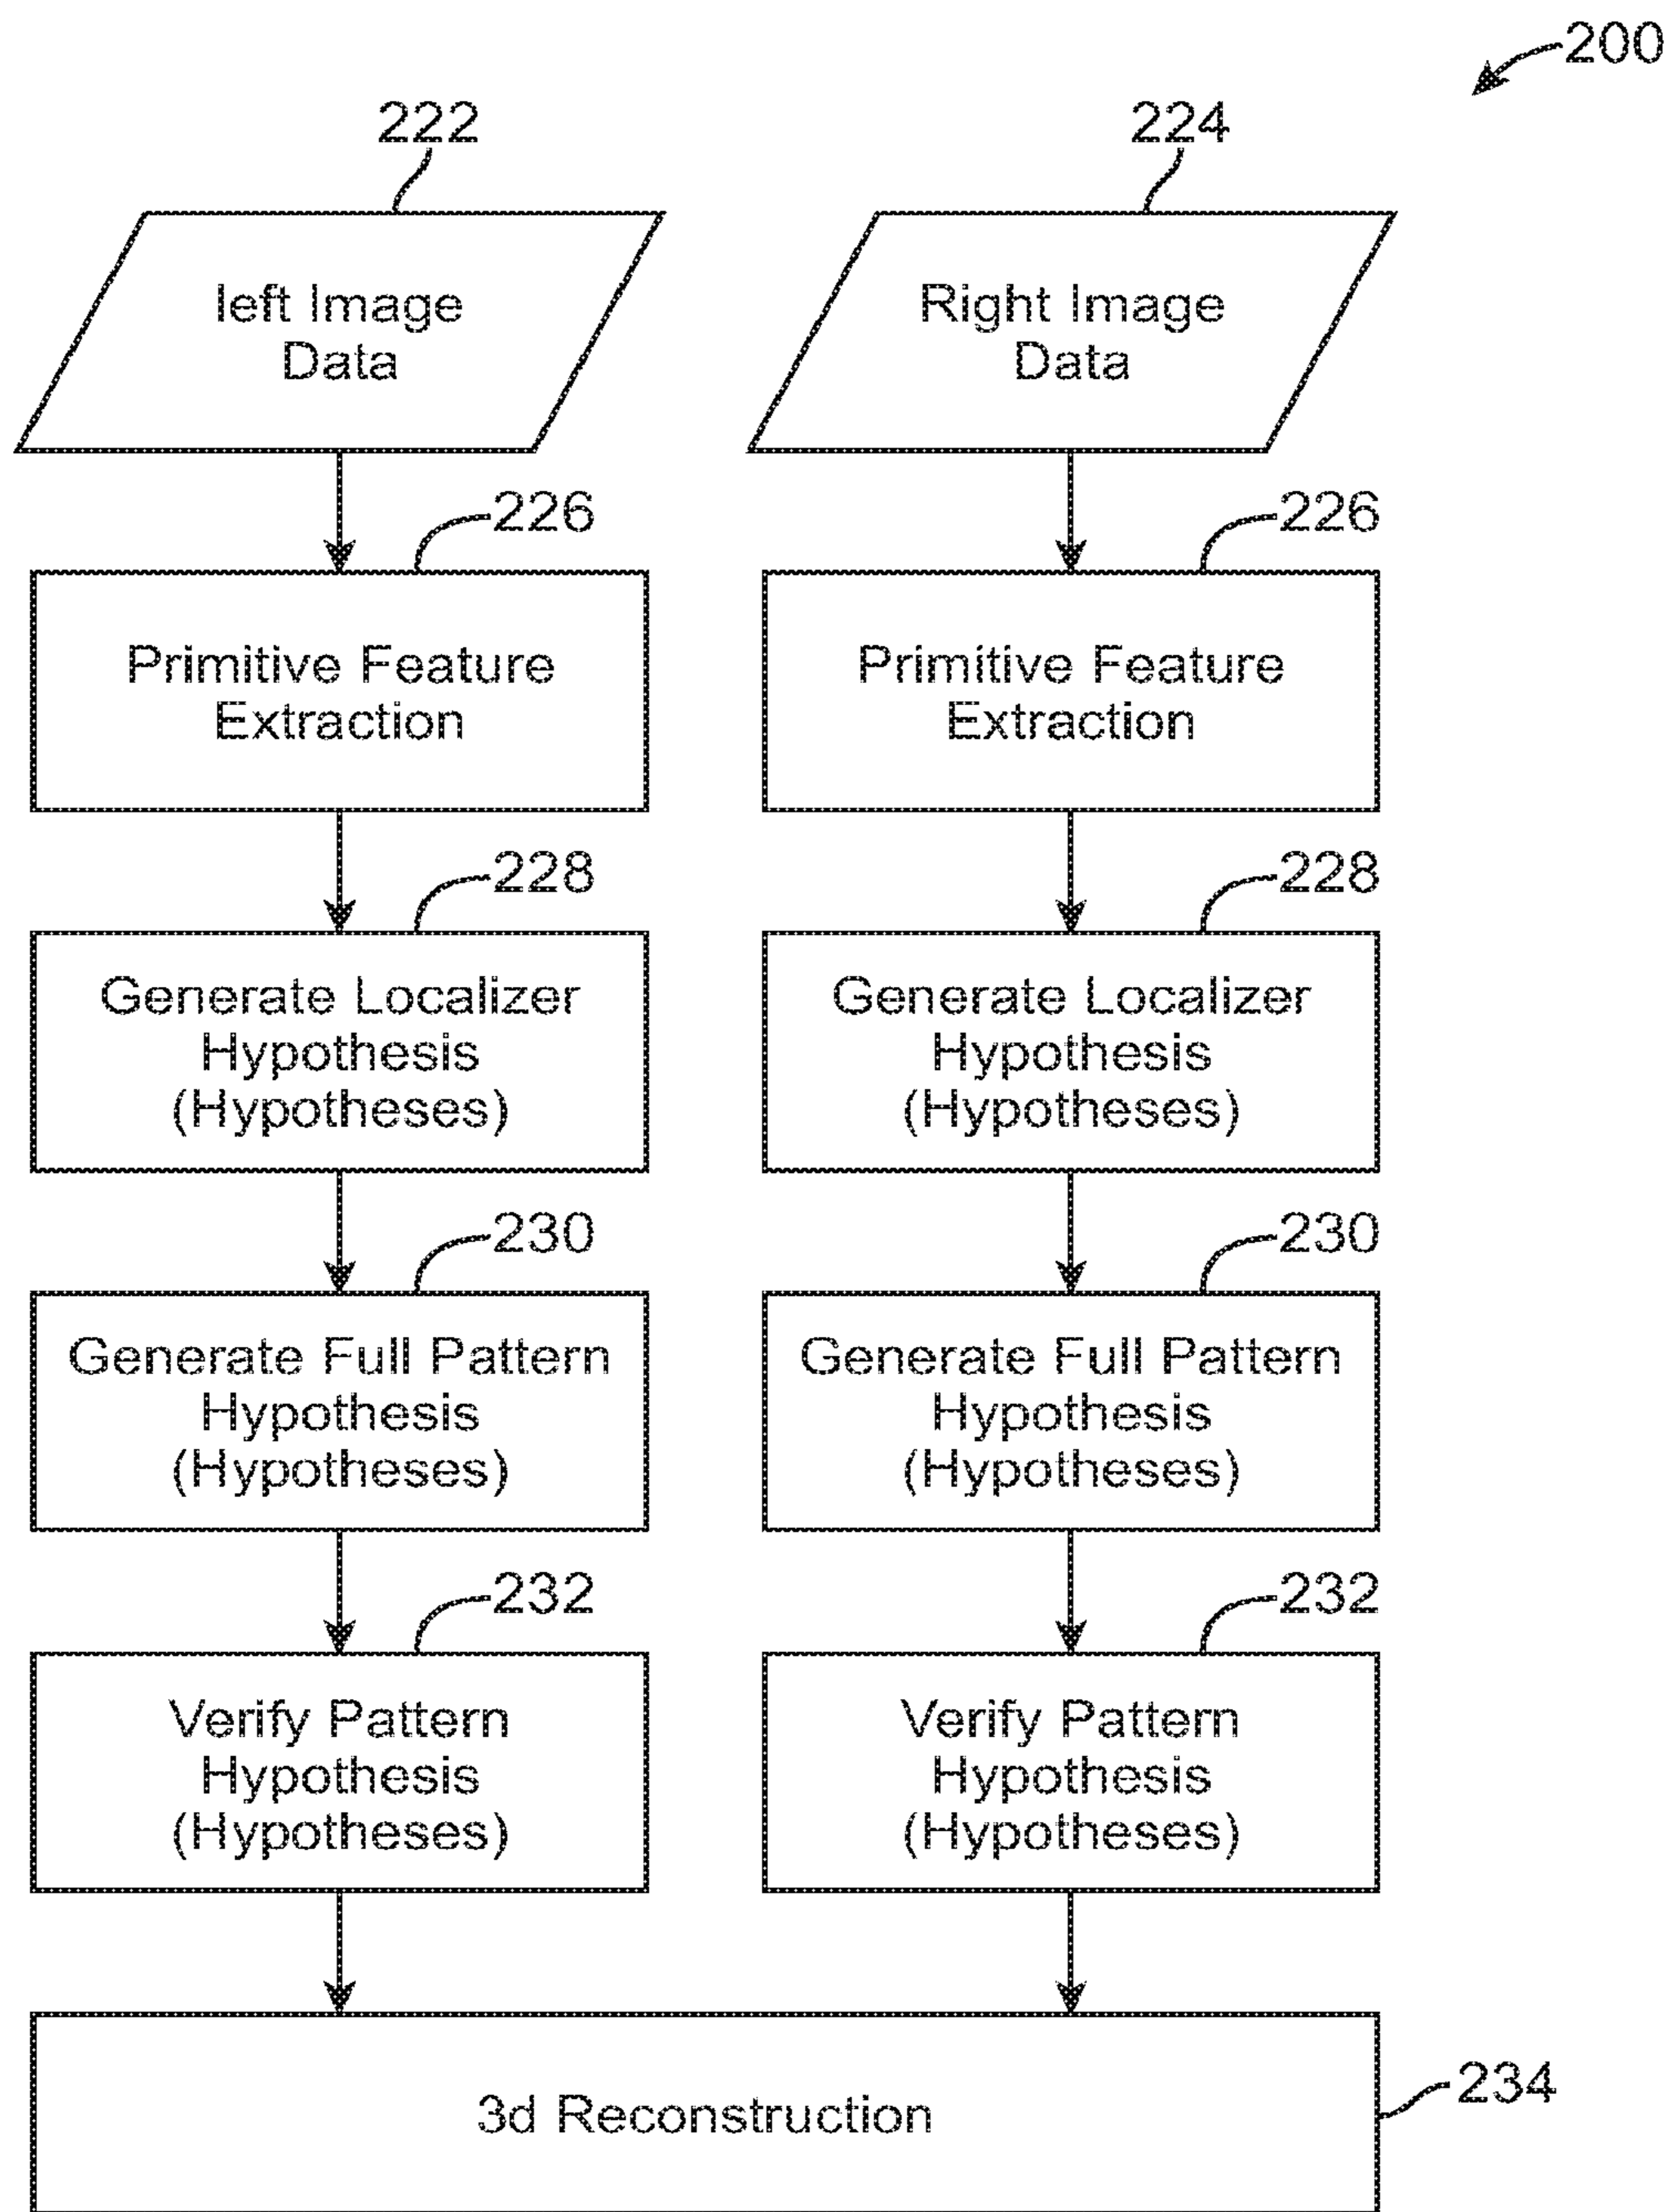 200
222
224
left Image
Data
Right Image
Data
226
226
Primitive Feature
Extraction
Primitive Feature
Extraction
228
228
Generate Localizer
Hypothesis
(Hypotheses)
Generate Localizer
Hypothesis
(Hypotheses)
230
230
Generate Full Pattern
Hypothesis
(Hypotheses)
Generate Full Pattern
Hypothesis
(Hypotheses)
232
232
Verify Pattern
Hypothesis
(Hypotheses)
Verify Pattern
Hypothesis
(Hypotheses)
3d Reconstruction
234